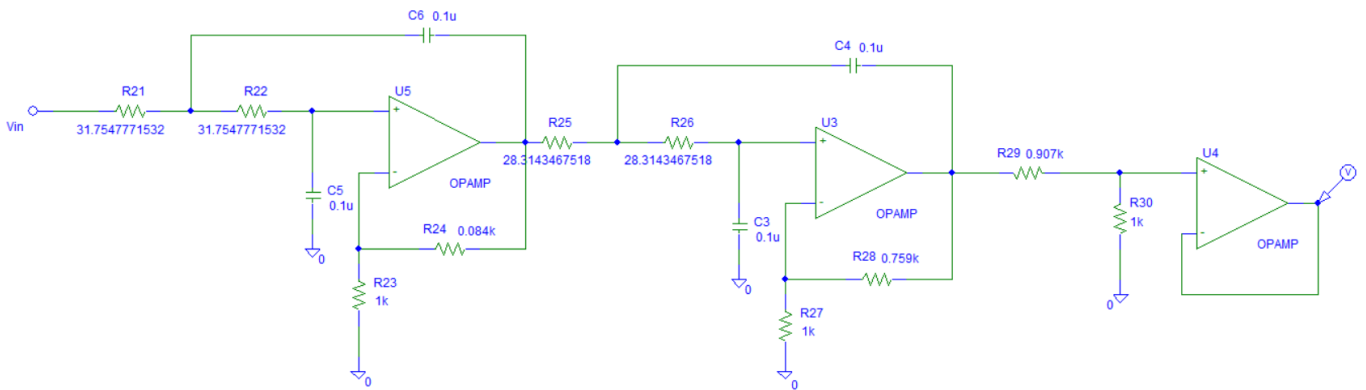 C6 0.1u
C4 0.1u
R21
31.7547771532
R22
31.7547771532
U5
+
-
OPAMP
R25
28.3143467518
R26
28.3143467518
U3
+
-
OPAMP
R29 0.907k
U4
+
-
OPAMP
V
Vin
C5
0.1u
0
R24 0.084k
R23
1k
0
C3
0.1u
0
R28 0.759k
R27
1k
0
R30
1k
0